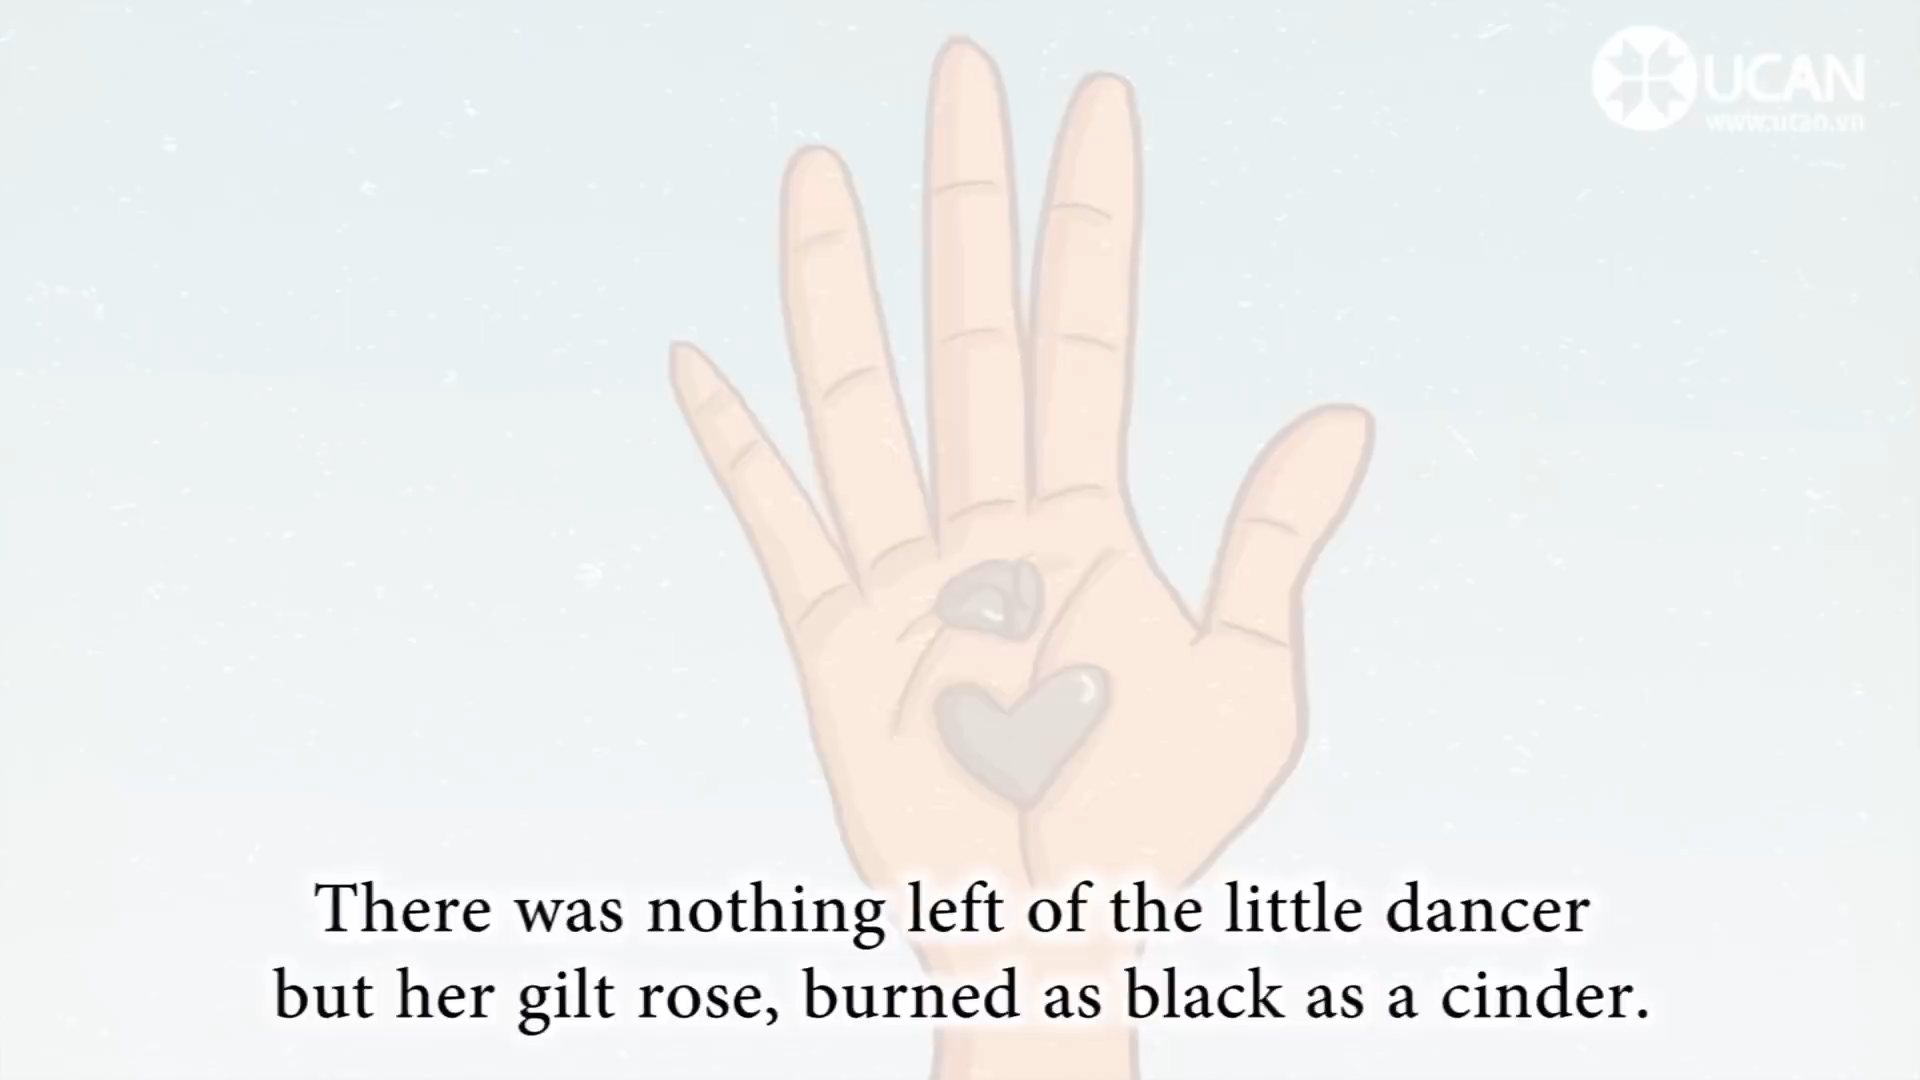 UCAN
www.ucan.vn
There was nothing left of the little dancer
but her gilt rose, burned as black as a cinder.